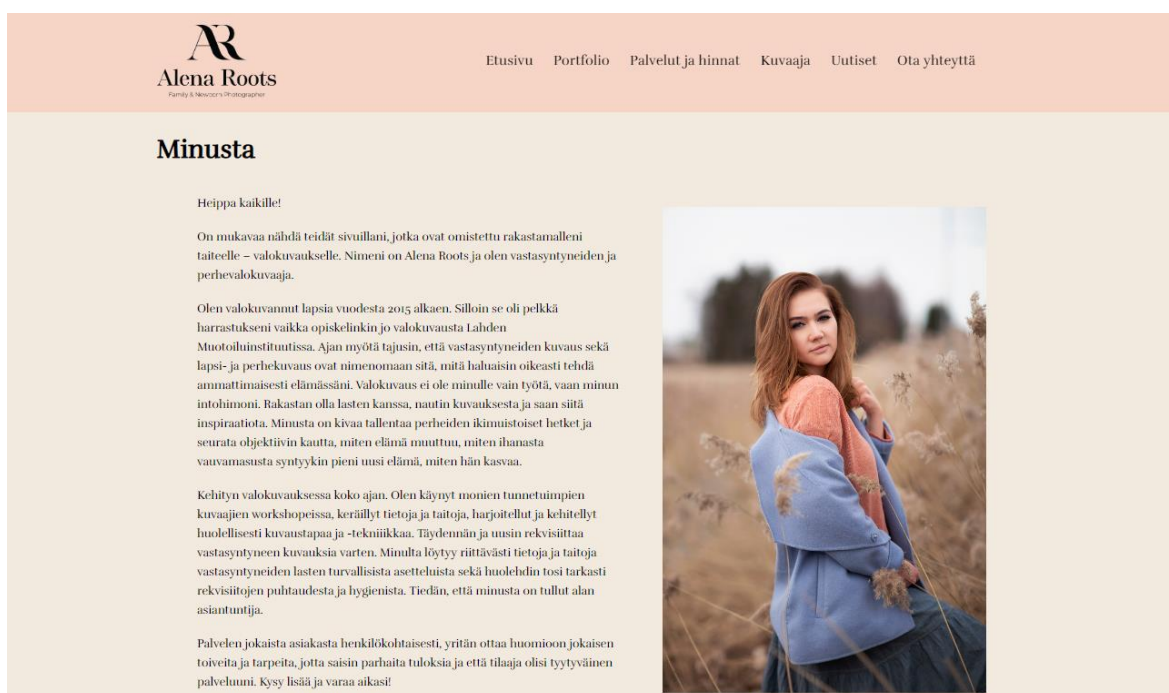 AR
Alena Roots
Family & Newborn Photographer
Etusivu Portfolio Palvelut ja hinnat Kuvaaja Uutiset Ota yhteyttä
Minusta
Heippa kaikille!
On mukavaa nähdä teidät sivuillani, jotka ovat omistettu rakastamalleni
taiteelle – valokuvaukselle. Nimeni on Alena Roots ja olen vastasyntyneiden ja
perhevalokuvaaja.
Olen valokuvannut lapsia vuodesta 2015 alkaen. Silloin se oli pelkkä
harrastukseni vaikka opiskelinkin jo valokuvausta Lahden
Muotoiluinstituutissa. Ajan myötä tajusin, että vastasyntyneiden kuvaus sekä
lapsi- ja perhekuvaus ovat nimenomaan sitä, mitä haluaisin oikeasti tehdä
ammattimaisesti elämässäni. Valokuvaus ei ole minulle vain työtä, vaan minun
intohimoni. Rakastan olla lasten kanssa, nautin kuvauksesta ja saan siitä
inspiraatiota. Minusta on kivaa tallentaa perheiden ikimuistoiset hetket ja
seurata objektiivin kautta, miten elämä muuttuu, miten ihanasta
vauvamasusta syntyykin pieni uusi elämä, miten hän kasvaa.
Kehityn valokuvauksessa koko ajan. Olen käynyt monien tunnetuimpien
kuvaajien workshopeissa, keräillyt tietoja ja taitoja, harjoitellut ja kehitellyt
huolellisesti kuvaustapaa ja -tekniiikkaa. Täydennän ja uusin rekvisiittaa
vastasyntyneen kuvauksia varten. Minulta löytyy riittävästi tietoja ja taitoja
vastasyntyneiden lasten turvallisista asetteluista sekä huolehdin tosi tarkasti
rekvisiitojen puhtaudesta ja hygienista. Tiedän, että minusta on tullut alan
asiantuntija.
Palvelen jokaista asiakasta henkilökohtaisesti, yritän ottaa huomioon jokaisen
toiveita ja tarpeita, jotta saisin parhaita tuloksia ja että tilaaja olisi tyytyväinen
palveluuni. Kysy lisää ja varaa aikasi!